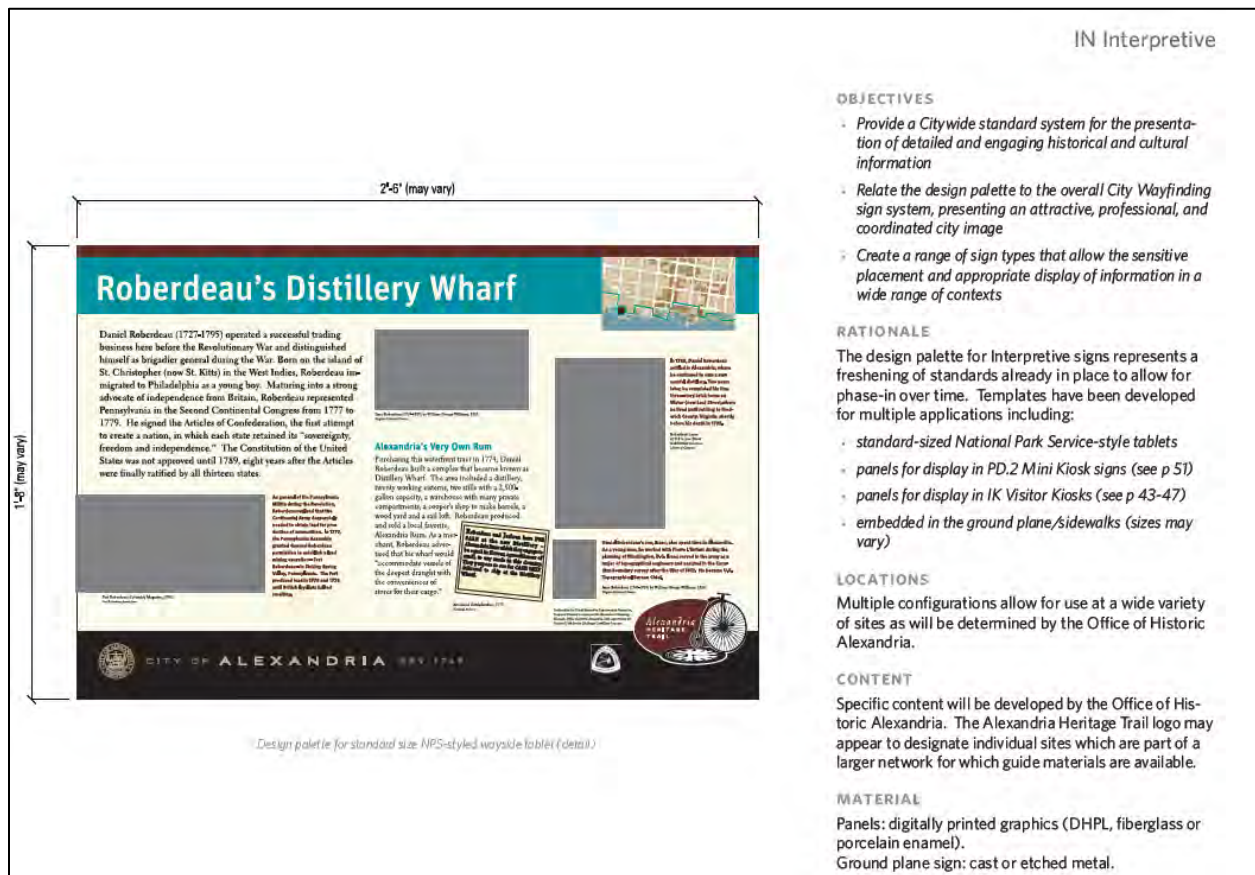 IN Interpretive
OBJECTIVES
· Provide a Citywide standard system for the presenta-
tion of detailed and engaging historical and cultural
information
· Relate the design palette to the overall City Wayfinding
sign system, presenting an attractive, professional, and
coordinated city image
· Create a range of sign types that allow the sensitive
placement and appropriate display of information in a
wide range of contexts
RATIONALE
The design palette for Interpretive signs represents a
freshening of standards already in place to allow for
phase-in over time. Templates have been developed
for multiple applications including:
· standard-sized National Park Service-style tablets
· panels for display in PD.2 Mini Kiosk signs (see p 51)
· panels for display in IK Visitor Kiosks (see p 43-47)
· embedded in the ground plane/sidewalks (sizes may
vary)
LOCATIONS
Multiple configurations allow for use at a wide variety
of sites as will be determined by the Office of Historic
Alexandria.
CONTENT
Specific content will be developed by the Office of His-
toric Alexandria. The Alexandria Heritage Trail logo may
appear to designate individual sites which are part of a
larger network for which guide materials are available.
MATERIAL
Panels: digitally printed graphics (DHPL, fiberglass or
porcelain enamel).
Ground plane sign: cast or etched metal.
2'-6" (may vary)
1'-8" (may vary)
Roberdeau's Distillery Wharf
Daniel Roberdeau (1727-1795) operated a successful trading
business here before the Revolutionary War and distinguished
himself as brigadier general during the War. Born on the island of
St. Christopher (now St. Kitts) in the West Indies, Roberdeau im-
migrated to Philadelphia as a young boy. Maturing into a strong
advocate of independence from Britain, Roberdeau represented
Pennsylvania in the Second Continental Congress from 1777 to
1779. He signed the Articles of Confederation, the first attempt
to create a nation, in which each state retained its "sovereignty,
freedom and independence." The Constitution of the United
States was not approved until 1789, eight years after the Articles
were finally ratified by all thirteen states.
Alexandria's Very Own Rum
Purchasing this waterfront tract in 1774, Daniel
Roberdeau built a complex that became known as
Distillery Wharf. The area included a distillery,
twenty working cisterns, two stills with a 2,500-
gallon capacity, a warehouse with many private
compartments, a cooper's shop to make barrels, a
wood yard and a sail loft. Roberdeau produced
and sold a local favorite,
Alexandria Rum. As a mer-
chant, Roberdeau adver-
tised that his wharf would
"accommodate vessels of
the deepest draught with
the conveniences of
stores for their cargo."
Alexandria
HERITAGE
TRAIL
CITY OF ALEXANDRIA EST. 1749
Design palette for standard size NPS-styled wayside tablet (detail)